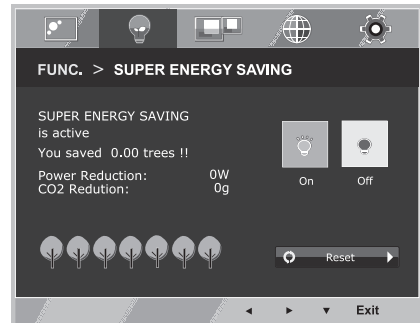 FUNC. > SUPER ENERGY SAVING
SUPER ENERGY SAVING
is active
You saved 0.00 trees !!
Power Reduction: 0W
CO2 Redution: 0g
On Off
Reset
Exit